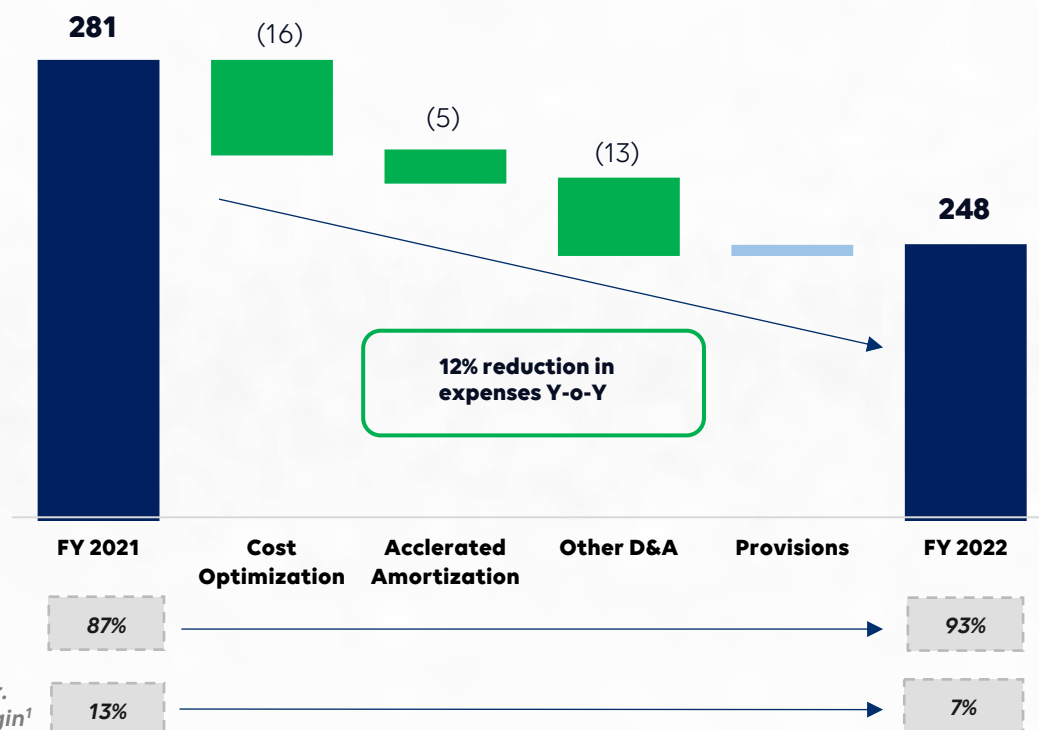 281
(16)
(5)
(13)
248
12% reduction in
expenses Y-o-Y
FY 2021
Cost
Optimization
Acclerated
Amortization
Other D&A
Provisions
FY 2022
87%
93%
13%
7%